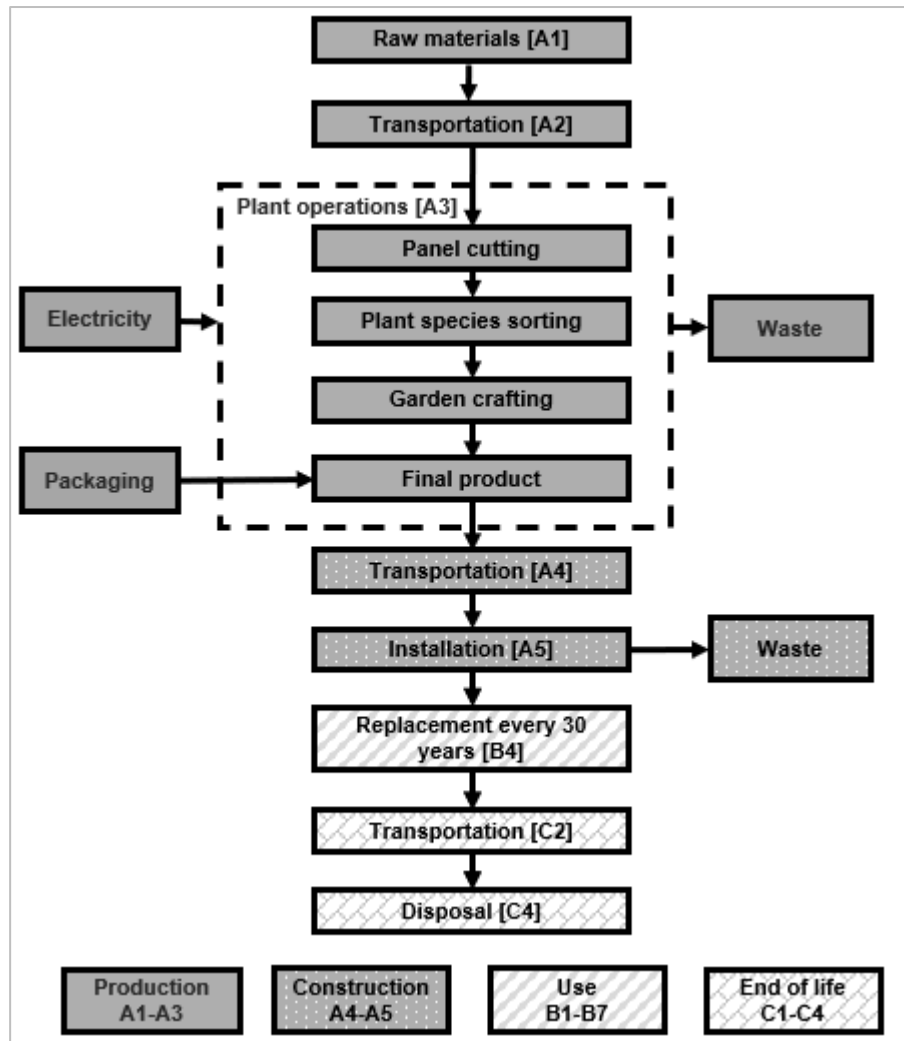 Raw materials [A1]
Transportation [A2]
Plant operations [A3]
Panel cutting
Electricity
Plant species sorting
Waste
Garden crafting
Packaging
Final product
Transportation [A4]
Installation [A5]
Waste
Replacement every 30
years [B4]
Transportation [C2]
Disposal [C4]
Production
A1-A3
Construction
A4-A5
Use
B1-B7
End of life
C1-C4